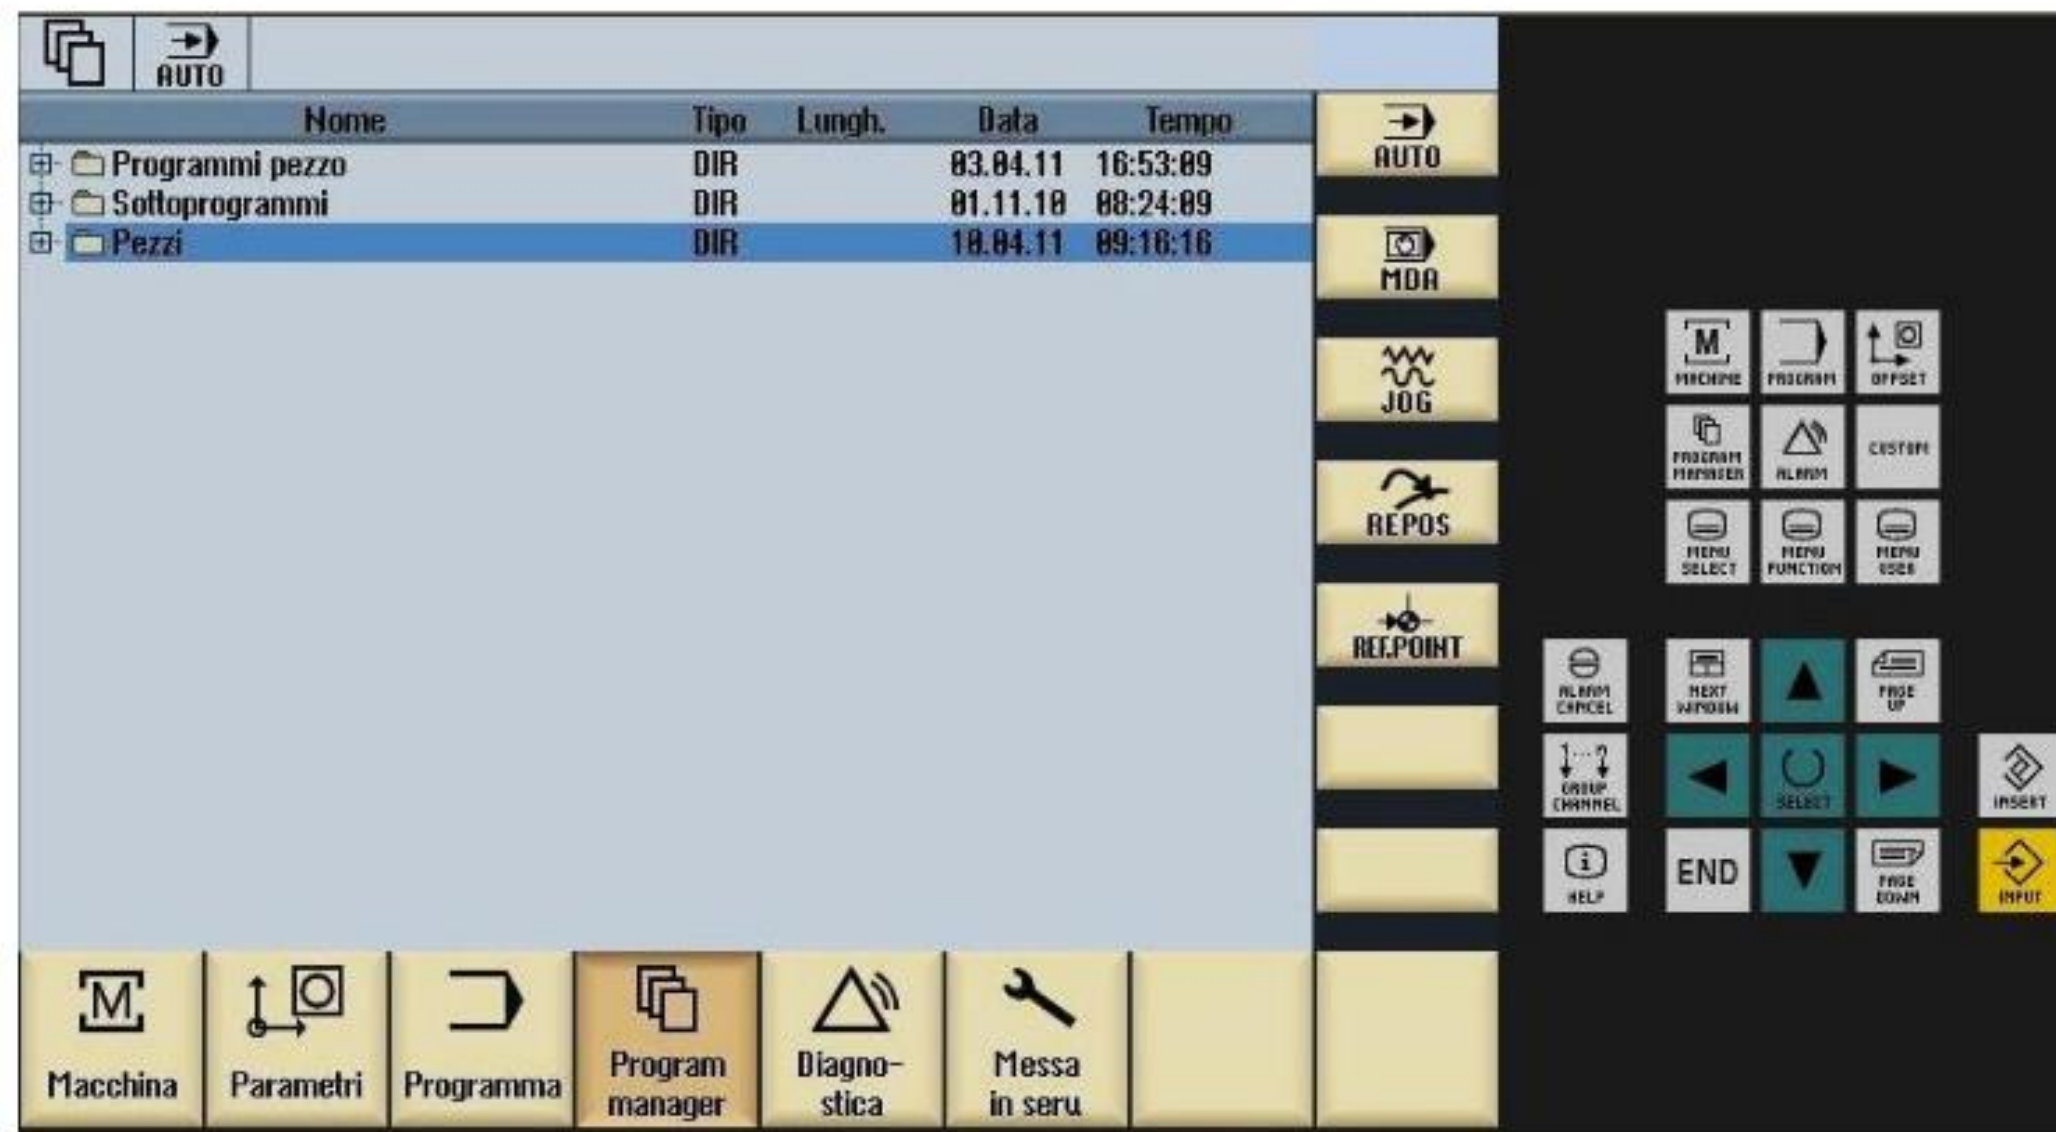 AUTO
Nome Tipo Lungh. Data Tempo
Programmi pezzo DIR 03.04.11 16:53:09
Sottoprogrammi DIR 01.11.10 08:24:09
Pezzi DIR 10.04.11 09:16:16
AUTO
MDA
JOG
REPOS
REF.POINT
M
MACHINE
PROGRAM
OFFSET
PROGRAM
MANAGER
ALARM
CUSTOM
MENU
SELECT
MENU
FUNCTION
MENU
USER
ALARM
CANCEL
NEXT
WINDOW
PAGE
UP
1...n
GROUP
CHANNEL
SELECT
INSERT
i
HELP
END
PAGE
DOWN
INPUT
M
Macchina
Parametri
Programma
Program
manager
Diagno-
stica
Messa
in seru